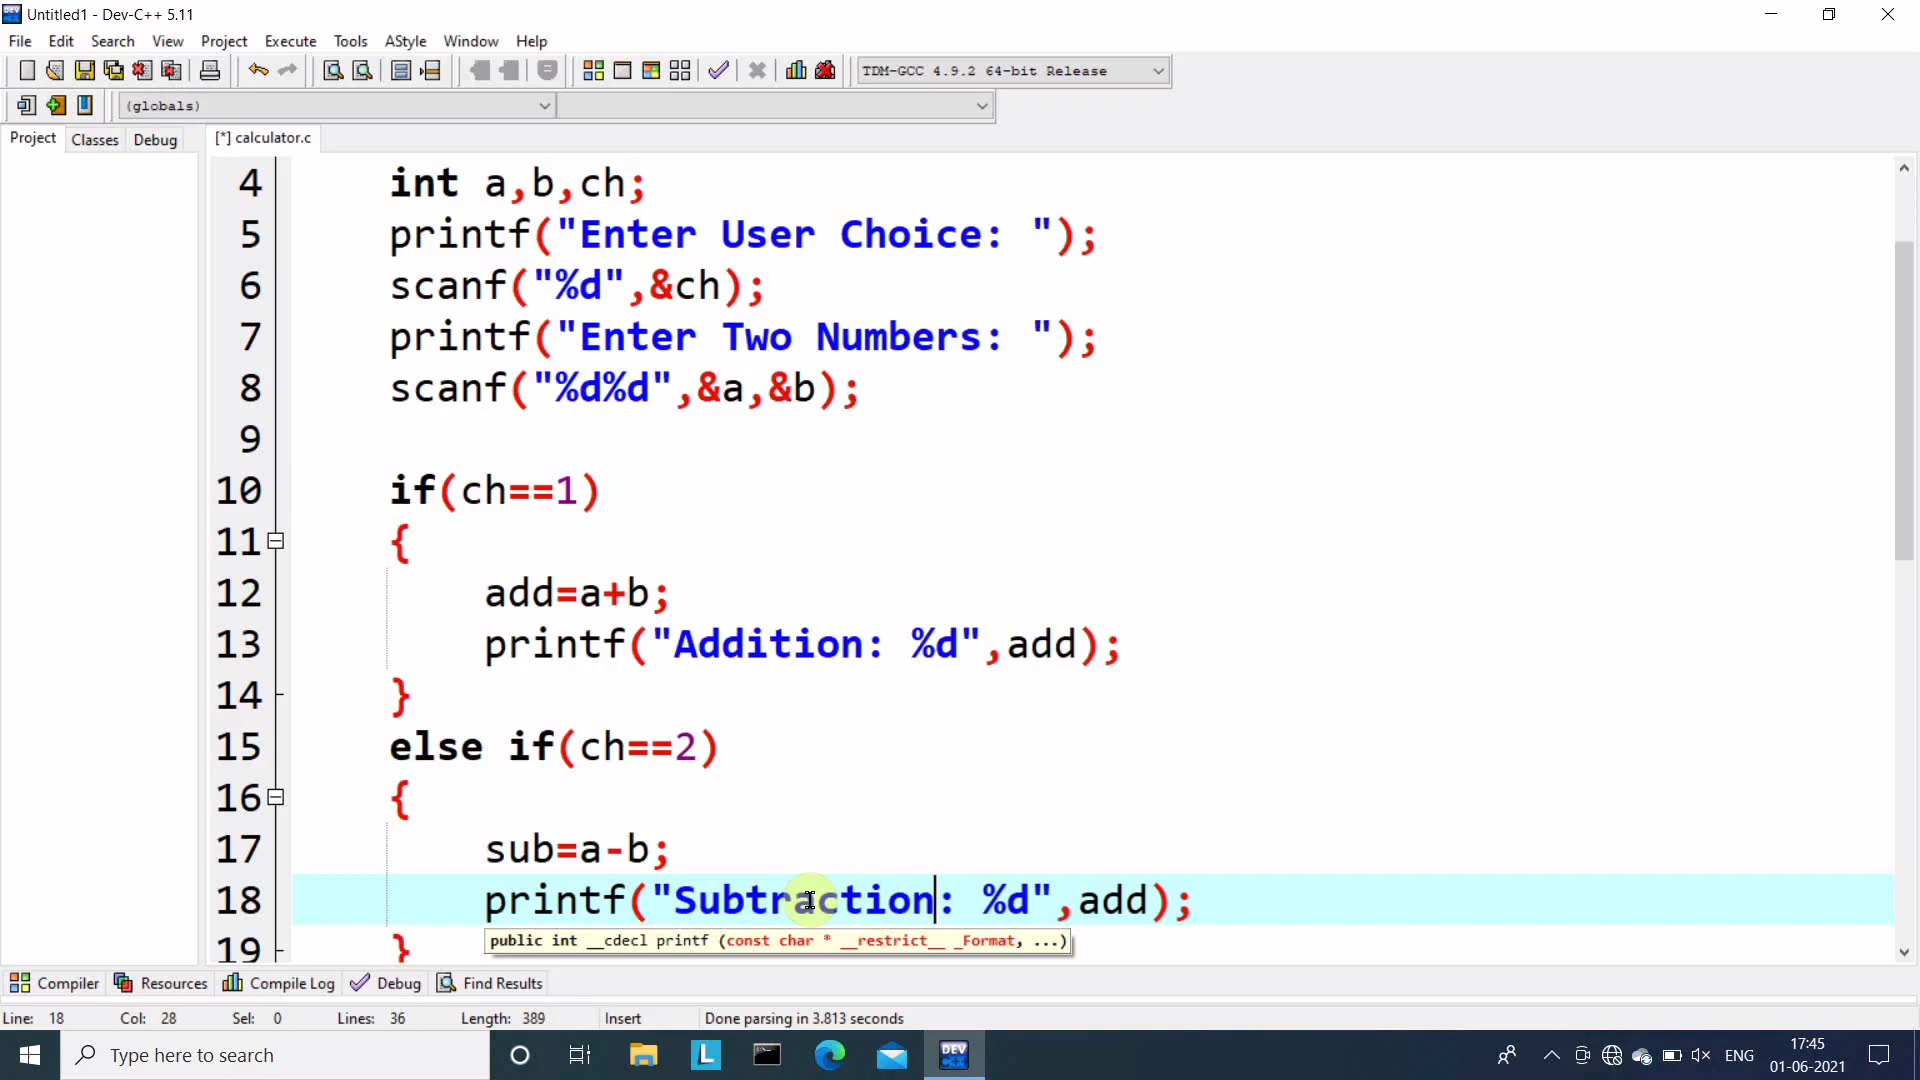 Untitled1 - Dev-C++ 5.11
File Edit Search View Project Execute Tools AStyle Window Help
TDM-GCC 4.9.2 64-bit Release
(globals)
Project Classes Debug [*] calculator.c
4 int a,b,ch;
5 printf("Enter User Choice: ");
6 scanf("%d",&ch);
7 printf("Enter Two Numbers: ");
8 scanf("%d%d",&a,&b);
9
10 if(ch==1)
11 {
12 add=a+b;
13 printf("Addition: %d",add);
14 }
15 else if(ch==2)
16 {
17 sub=a-b;
18 printf("Subtraction: %d",add);
public int __cdecl printf (const char * __restrict__ _Format, ...)
19 }
Compiler Resources Compile Log Debug Find Results
Line: 18 Col: 28 Sel: 0 Lines: 36 Length: 389 Insert Done parsing in 3.813 seconds
Type here to search L DEV C++ ENG 17:45
01-06-2021